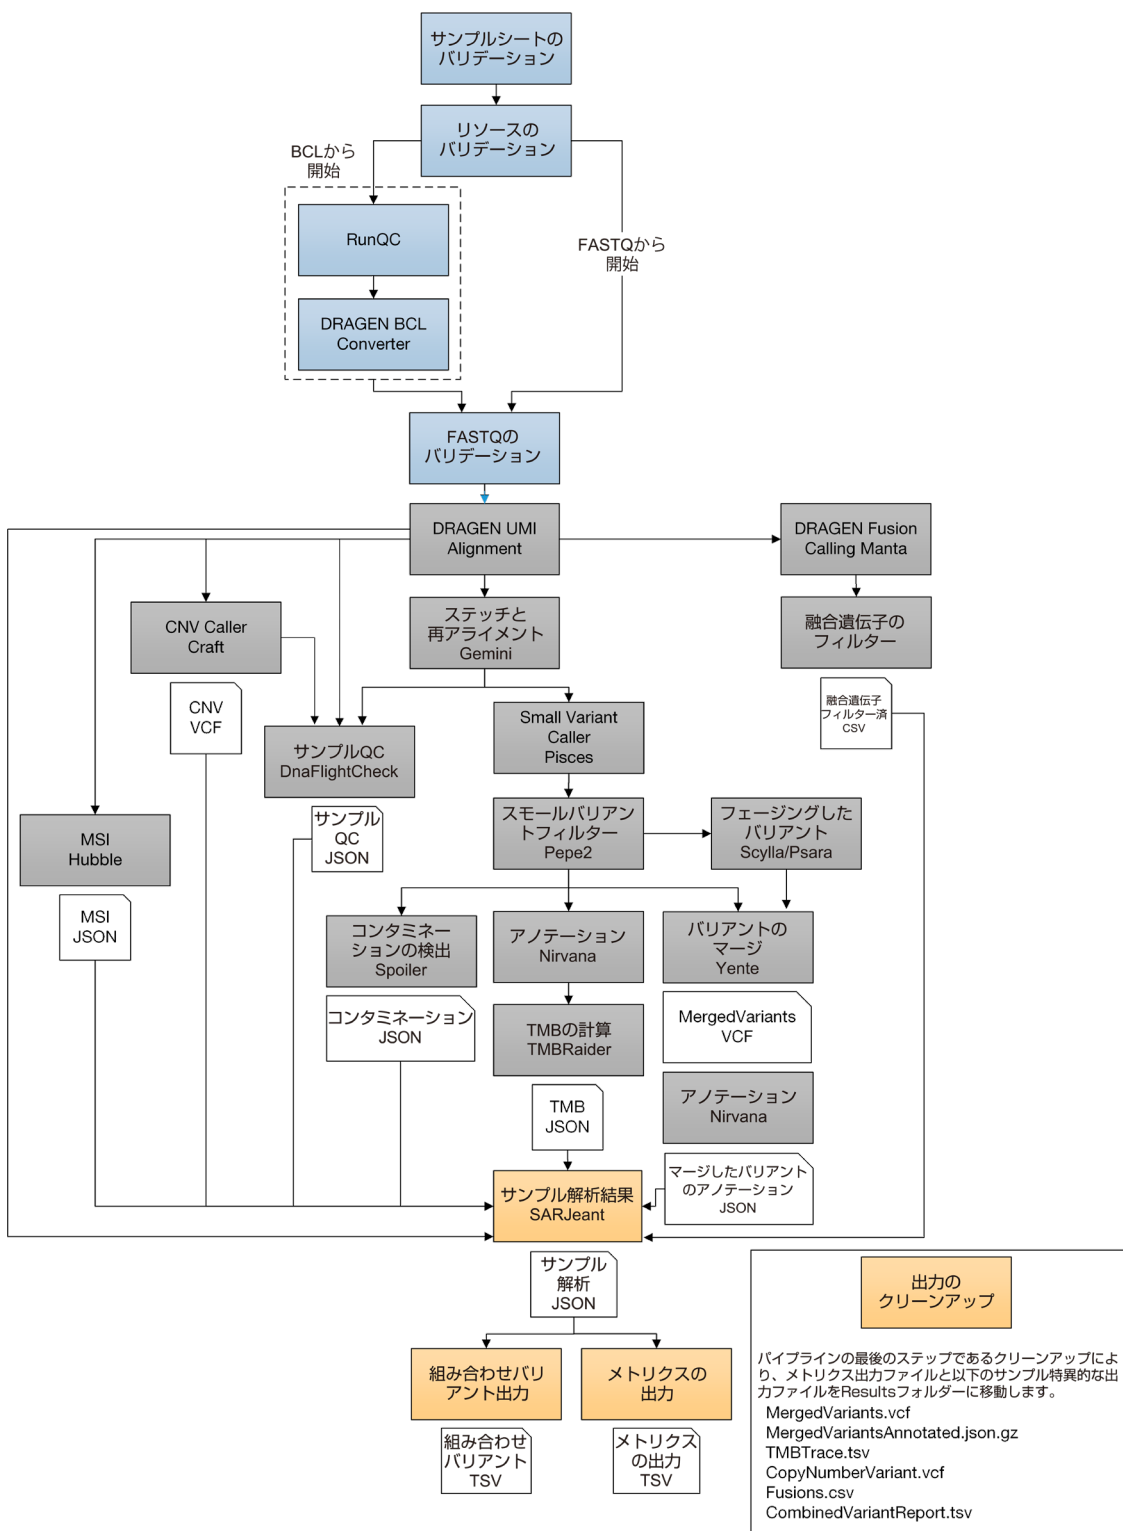 サンプルシートの
バリデーション
リソースの
バリデーション
BCLから
開始
RunQC
DRAGEN BCL
Converter
FASTQから
開始
FASTQの
バリデーション
DRAGEN UMI
Alignment
DRAGEN Fusion
Calling Manta
CNV Caller
Craft
ステッチと
再アライメント
Gemini
融合遺伝子の
フィルター
CNV
VCF
サンプルQC
DnaFlightCheck
Small Variant
Caller
Pisces
融合遺伝子
フィルター済
CSV
MSI
Hubble
サンプル
QC
JSON
スモールバリアン
トフィルター
Pepe2
フェージングした
バリアント
Scylla/Psara
MSI
JSON
コンタミネー
ションの検出
Spoiler
アノテーション
Nirvana
バリアントの
マージ
Yente
コンタミネーション
JSON
TMBの計算
TMBRaider
MergedVariants
VCF
TMB
JSON
アノテーション
Nirvana
サンプル解析結果
SARJeant
マージしたバリアント
のアノテーション
JSON
サンプル
解析
JSON
組み合わせバリ
アント出力
メトリクスの
出力
組み合わせ
バリアント
TSV
メトリクス
の出力
TSV
出力の
クリーンアップ
パイプラインの最後のステップであるクリーンアップによ
り、メトリクス出力ファイルと以下のサンプル特異的な出
力ファイルをResultsフォルダーに移動します。
MergedVariants.vcf
MergedVariantsAnnotated.json.gz
TMBTrace.tsv
CopyNumberVariant.vcf
Fusions.csv
CombinedVariantReport.tsv